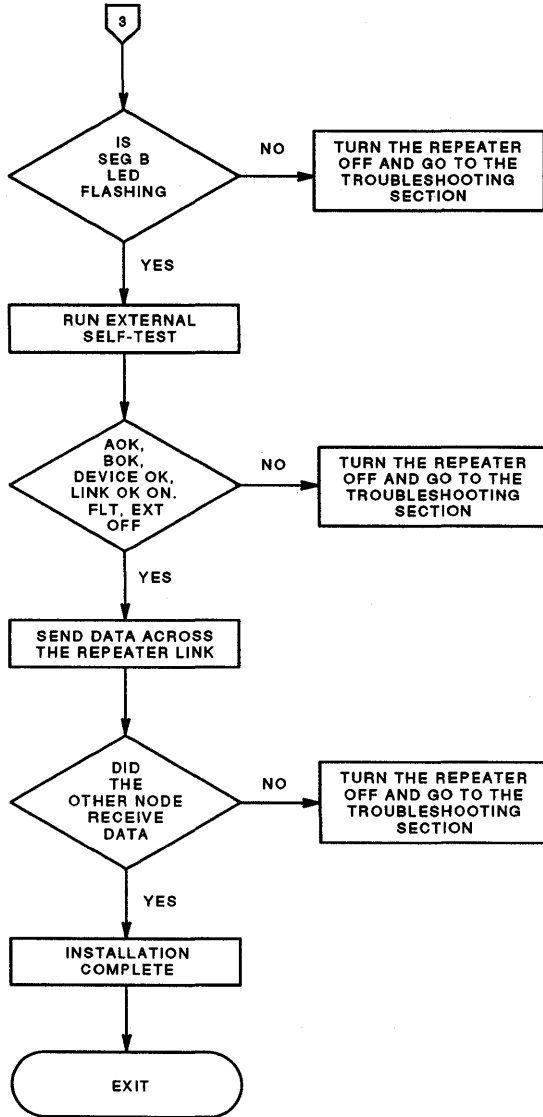 3
IS
SEG B
LED
FLASHING
NO
TURN THE REPEATER
OFF AND GO TO THE
TROUBLESHOOTING
SECTION
YES
RUN EXTERNAL
SELF-TEST
AOK,
BOK,
DEVICE OK,
LINK OK ON.
FLT, EXT
OFF
NO
TURN THE REPEATER
OFF AND GO TO THE
TROUBLESHOOTING
SECTION
YES
SEND DATA ACROSS
THE REPEATER LINK
DID
THE
OTHER NODE
RECEIVE
DATA
NO
TURN THE REPEATER
OFF AND GO TO THE
TROUBLESHOOTING
SECTION
YES
INSTALLATION
COMPLETE
EXIT